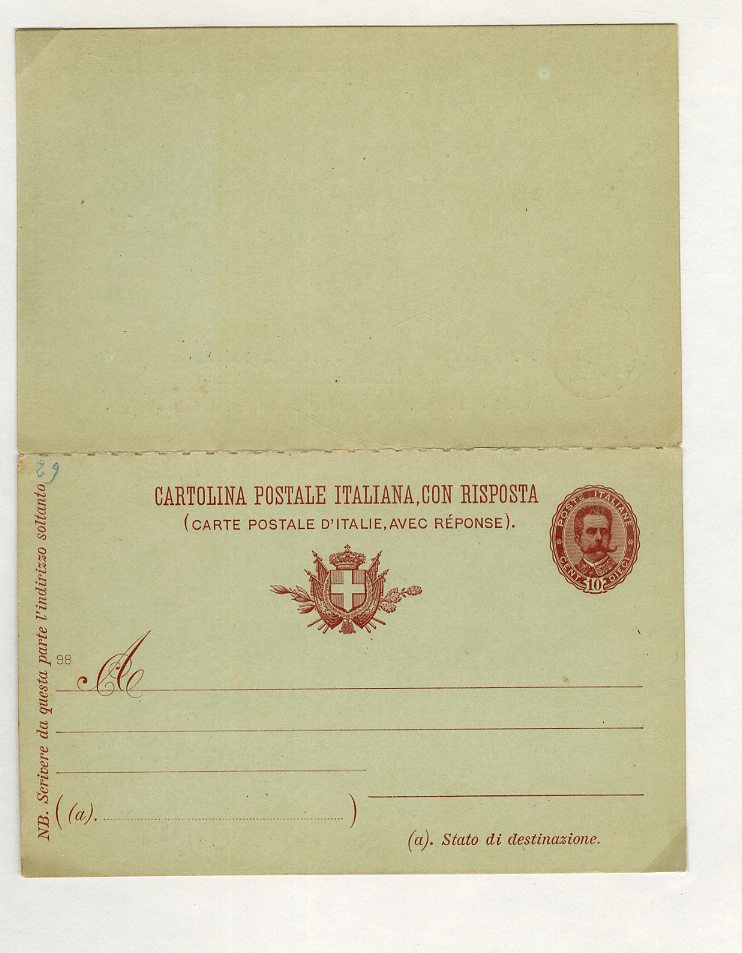 29
CARTOLINA POSTALE ITALIANA, CON RISPOSTA
(CARTE POSTALE D'ITALIE, AVEC RÉPONSE).
POSTE ITALIANE
CENT. 10 DIECI
NB. Scrivere da questa parte l'indirizzo soltanto
98
A
(a).
(a). Stato di destinazione.